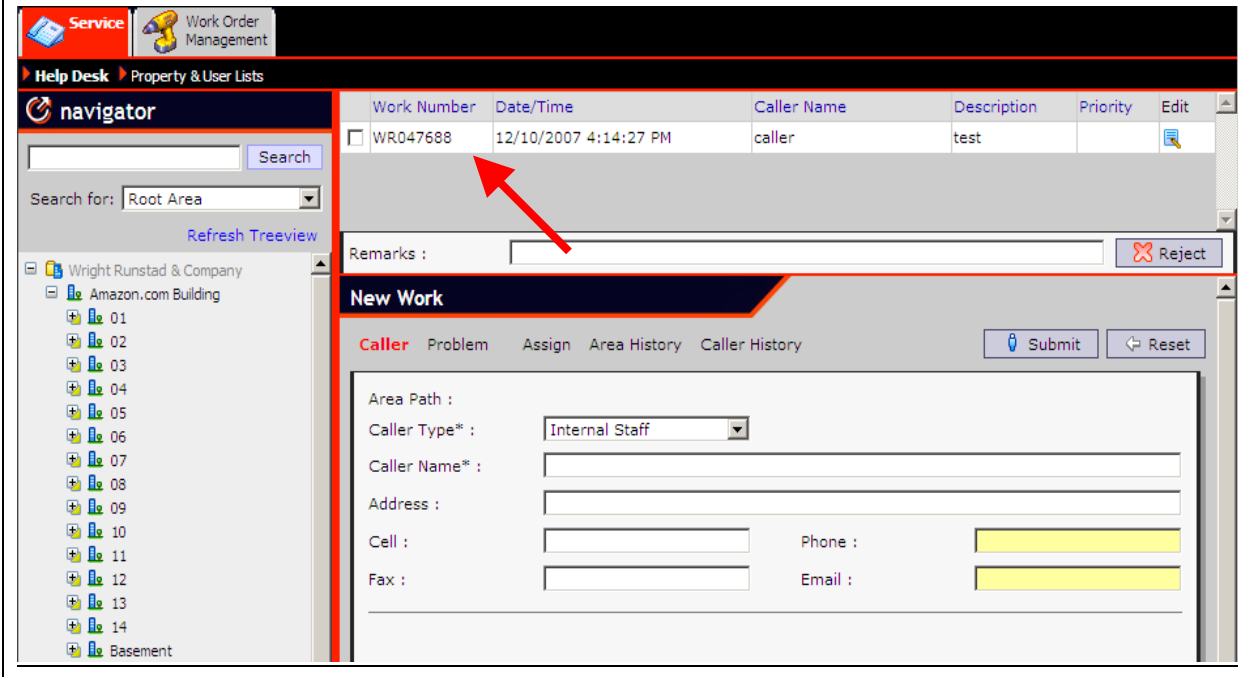 Service
Work Order
Management
Help Desk Property & User Lists
navigator
Search
Search for: Root Area
Refresh Treeview
Wright Runstad & Company
Amazon.com Building
01
02
03
04
05
06
07
08
09
10
11
12
13
14
Basement
Work Number Date/Time Caller Name Description Priority Edit
WR047688 12/10/2007 4:14:27 PM caller test
Remarks : Reject
New Work
Caller Problem Assign Area History Caller History Submit Reset
Area Path :
Caller Type* : Internal Staff
Caller Name* :
Address :
Cell : Phone :
Fax : Email :